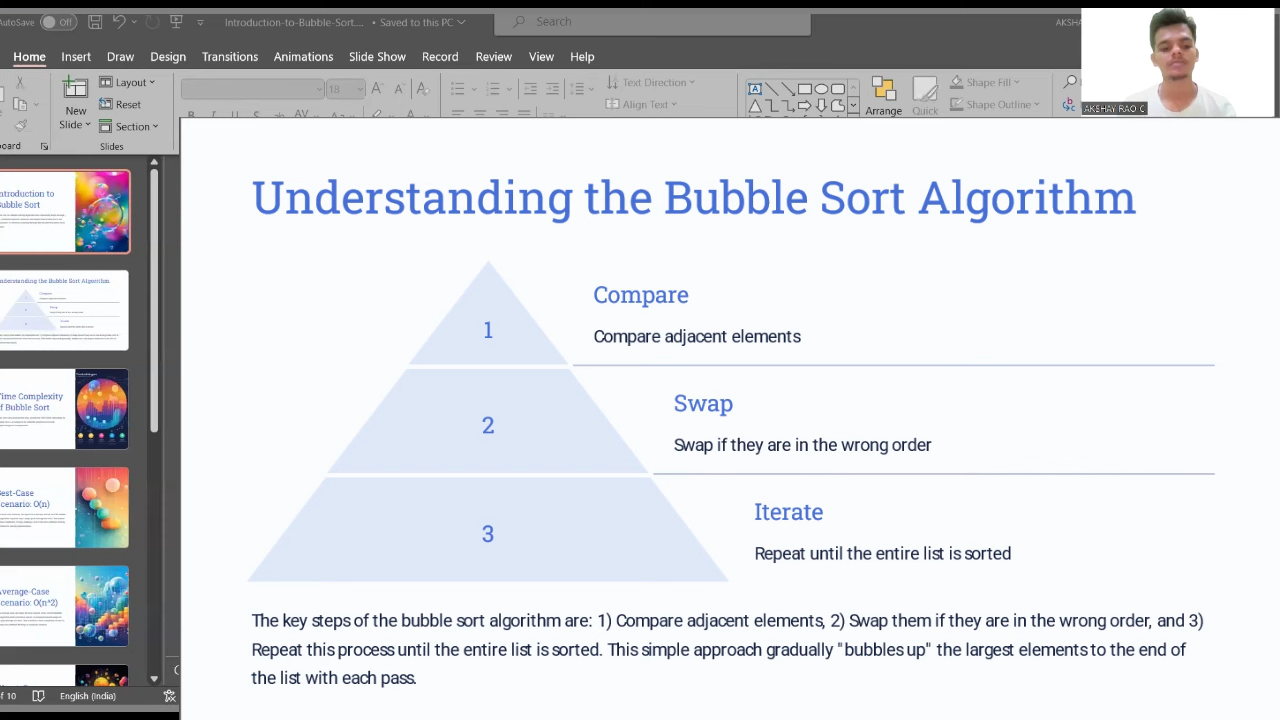 AutoSave Off Introduction-to-Bubble-Sort.... • Saved to this PC Search AKSHA
Home Insert Draw Design Transitions Animations Slide Show Record Review View Help
New
Slide
Layout
Reset
Section
Slides
18
Text Direction
Align Text
Arrange
Quick
Shape Fill
Shape Outline
AKSHAY RAO C
Introduction to
Bubble Sort
Understanding the Bubble Sort Algorithm
Time Complexity
of Bubble Sort
Best-Case
Scenario: O(n)
Average-Case
Scenario: O(n^2)
of 10 English (India)
Understanding the Bubble Sort Algorithm
1
Compare
Compare adjacent elements
2
Swap
Swap if they are in the wrong order
3
Iterate
Repeat until the entire list is sorted
The key steps of the bubble sort algorithm are: 1) Compare adjacent elements, 2) Swap them if they are in the wrong order, and 3)
Repeat this process until the entire list is sorted. This simple approach gradually "bubbles up" the largest elements to the end of
the list with each pass.